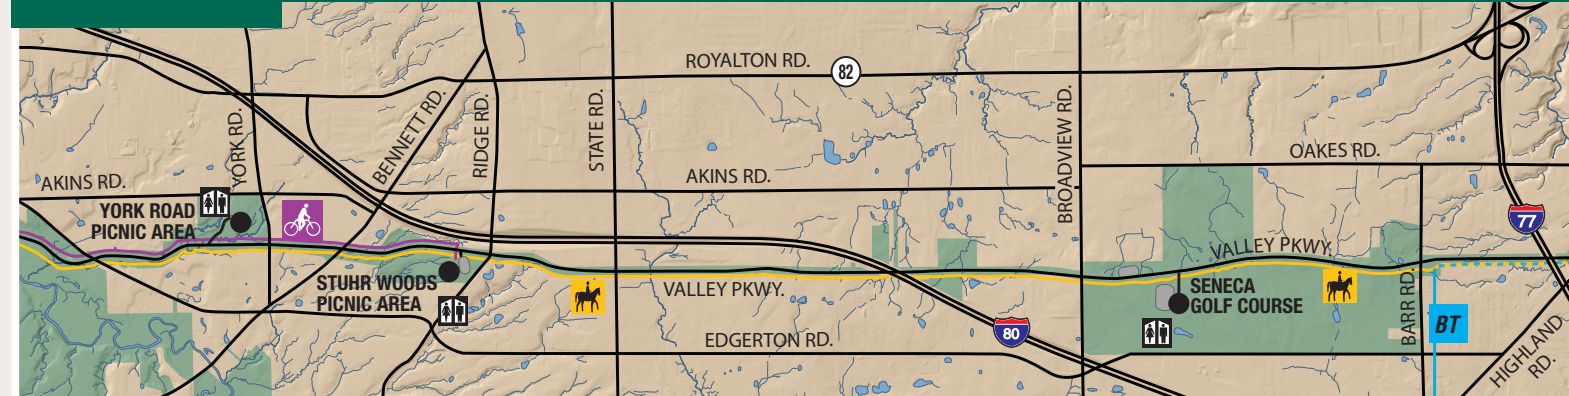 ROYALTON RD.
82
YORK RD.
BENNETT RD.
RIDGE RD.
STATE RD.
BROADVIEW RD.
OAKES RD.
AKINS RD.
AKINS RD.
YORK ROAD
PICNIC AREA
77
VALLEY PKWY.
STUHR WOODS
PICNIC AREA
VALLEY PKWY.
SENECA
GOLF COURSE
BARR RD.
BT
80
EDGERTON RD.
HIGHLAND
RD.